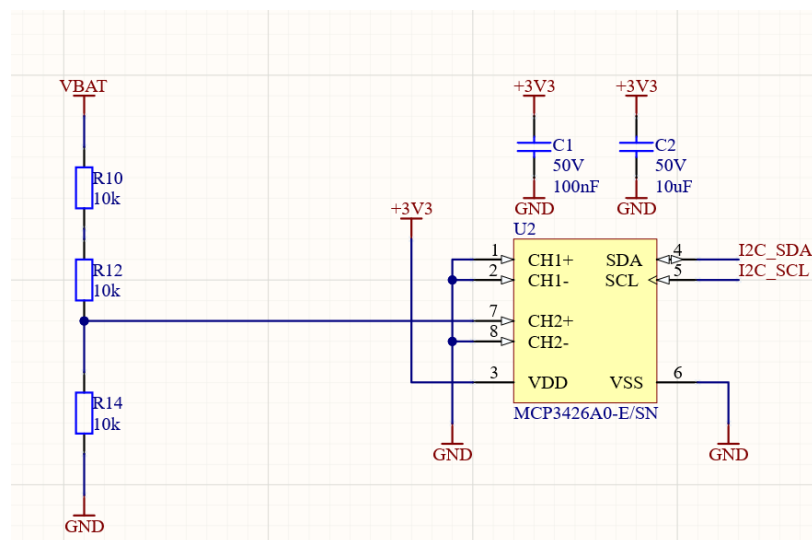 VBAT
R10
10k
R12
10k
R14
10k
GND
+3V3
C1
50V
100nF
GND
+3V3
C2
50V
10uF
GND
+3V3
U2
1 CH1+ SDA 4 I2C_SDA
2 CH1- SCL 5 I2C_SCL
7 CH2+
8 CH2-
3 VDD VSS 6
MCP3426A0-E/SN
GND
GND